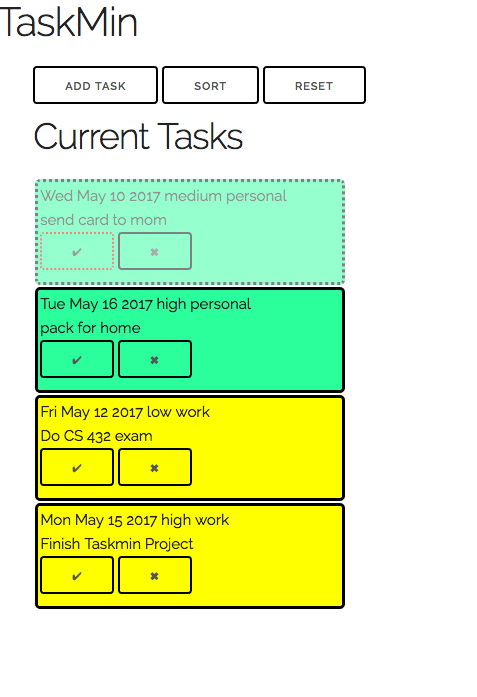 TaskMin
ADD TASK SORT RESET
Current Tasks
Wed May 10 2017 medium personal
send card to mom
✔ ✖
Tue May 16 2017 high personal
pack for home
✔ ✖
Fri May 12 2017 low work
Do CS 432 exam
✔ ✖
Mon May 15 2017 high work
Finish Taskmin Project
✔ ✖